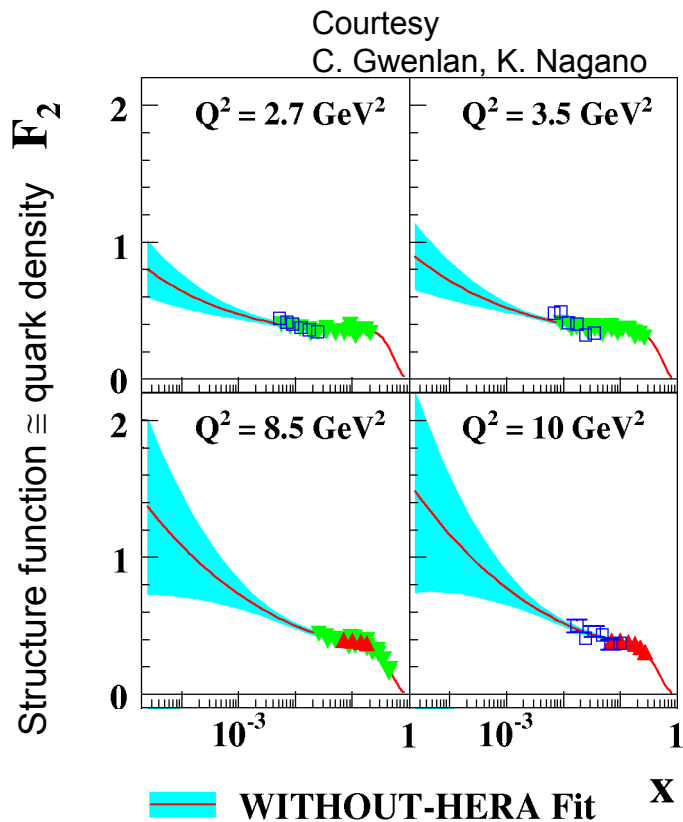 Courtesy
C. Gwenlan, K. Nagano
Structure function ≅ quark density F₂
2
1
0
Q² = 2.7 GeV²
Q² = 3.5 GeV²
2
1
0
Q² = 8.5 GeV²
Q² = 10 GeV²
10⁻³ 1 10⁻³ 1
x
WITHOUT-HERA Fit